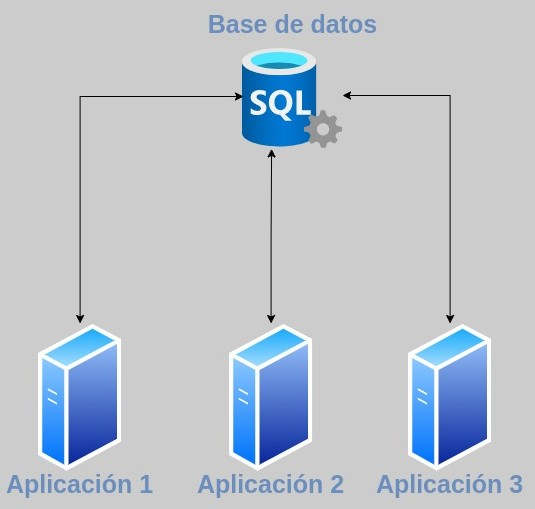 Base de datos
SQL
Aplicación 1
Aplicación 2
Aplicación 3